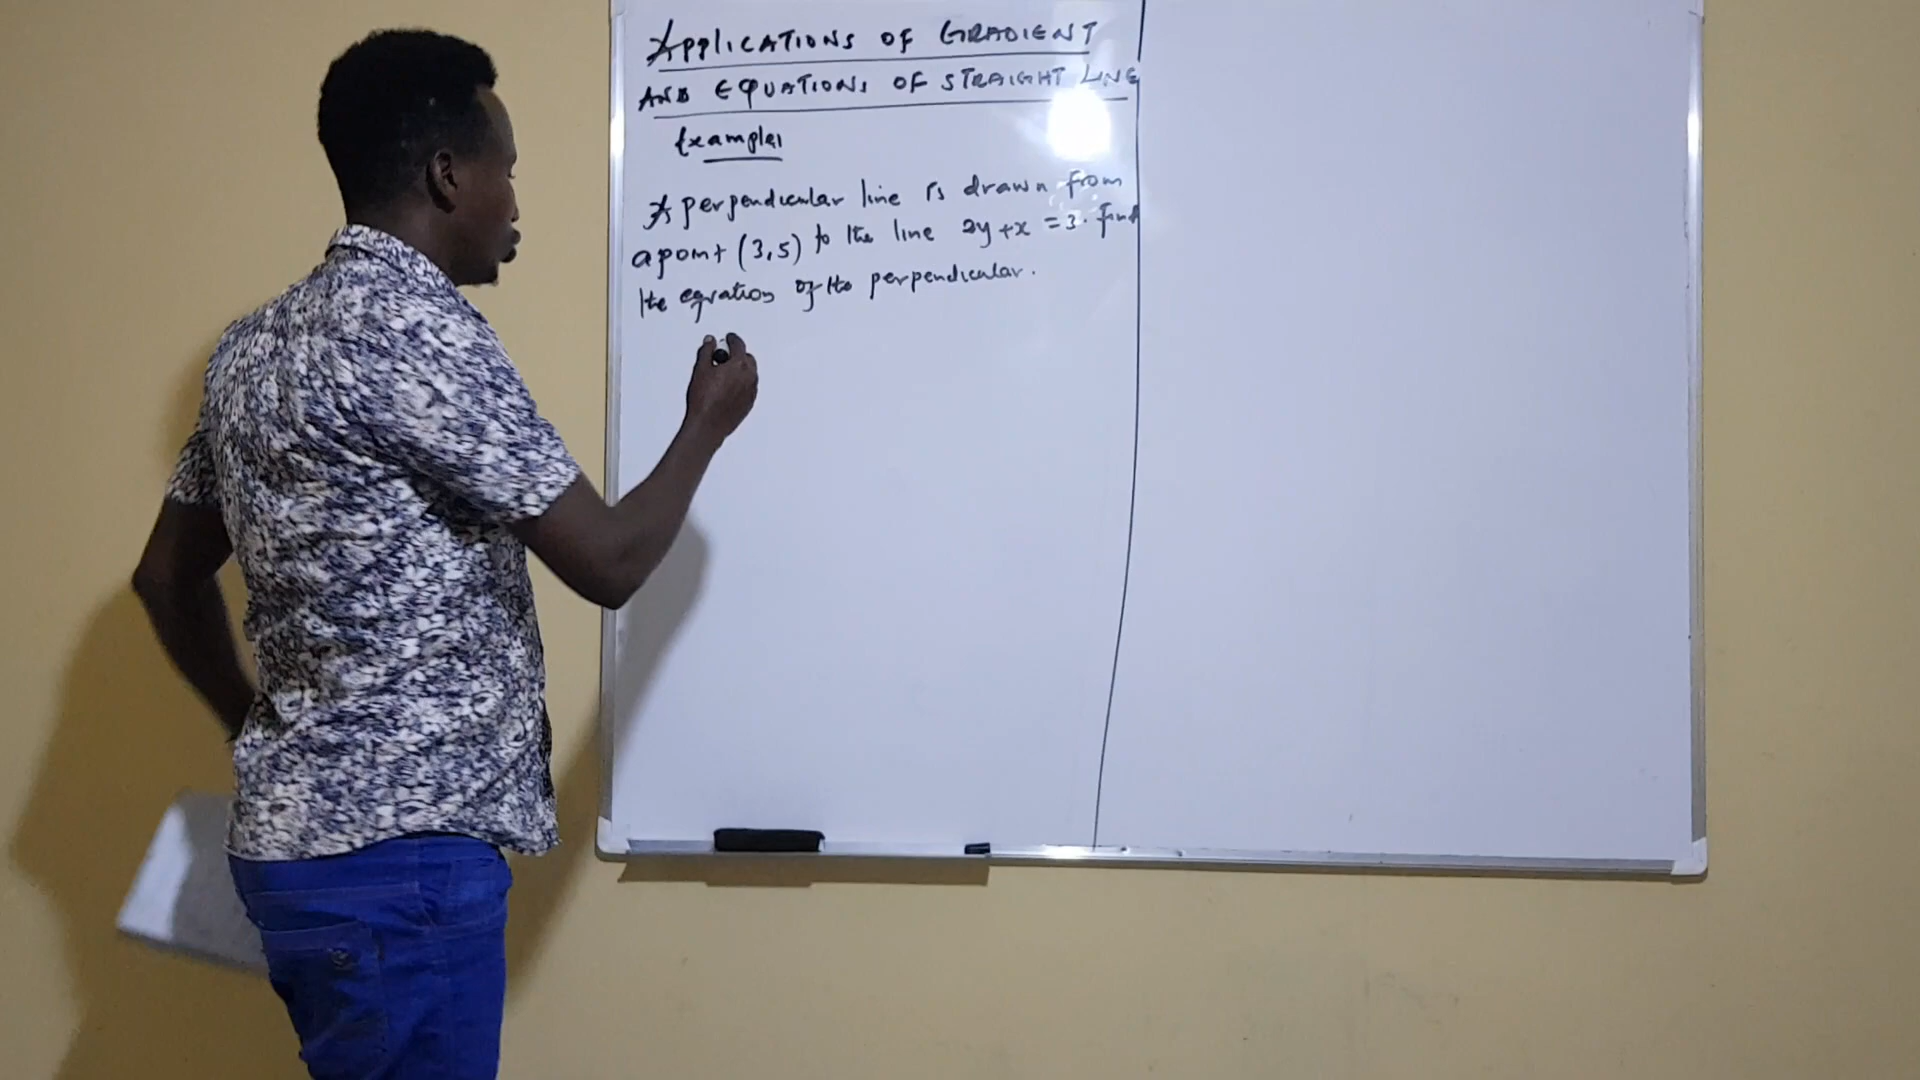 APPLICATIONS OF GRADIENT
AND EQUATIONS OF STRAIGHT LINE
Examples
A perpendicular line is drawn from
a point (3,5) to the line 2y+x=3. find
the equation of the perpendicular.